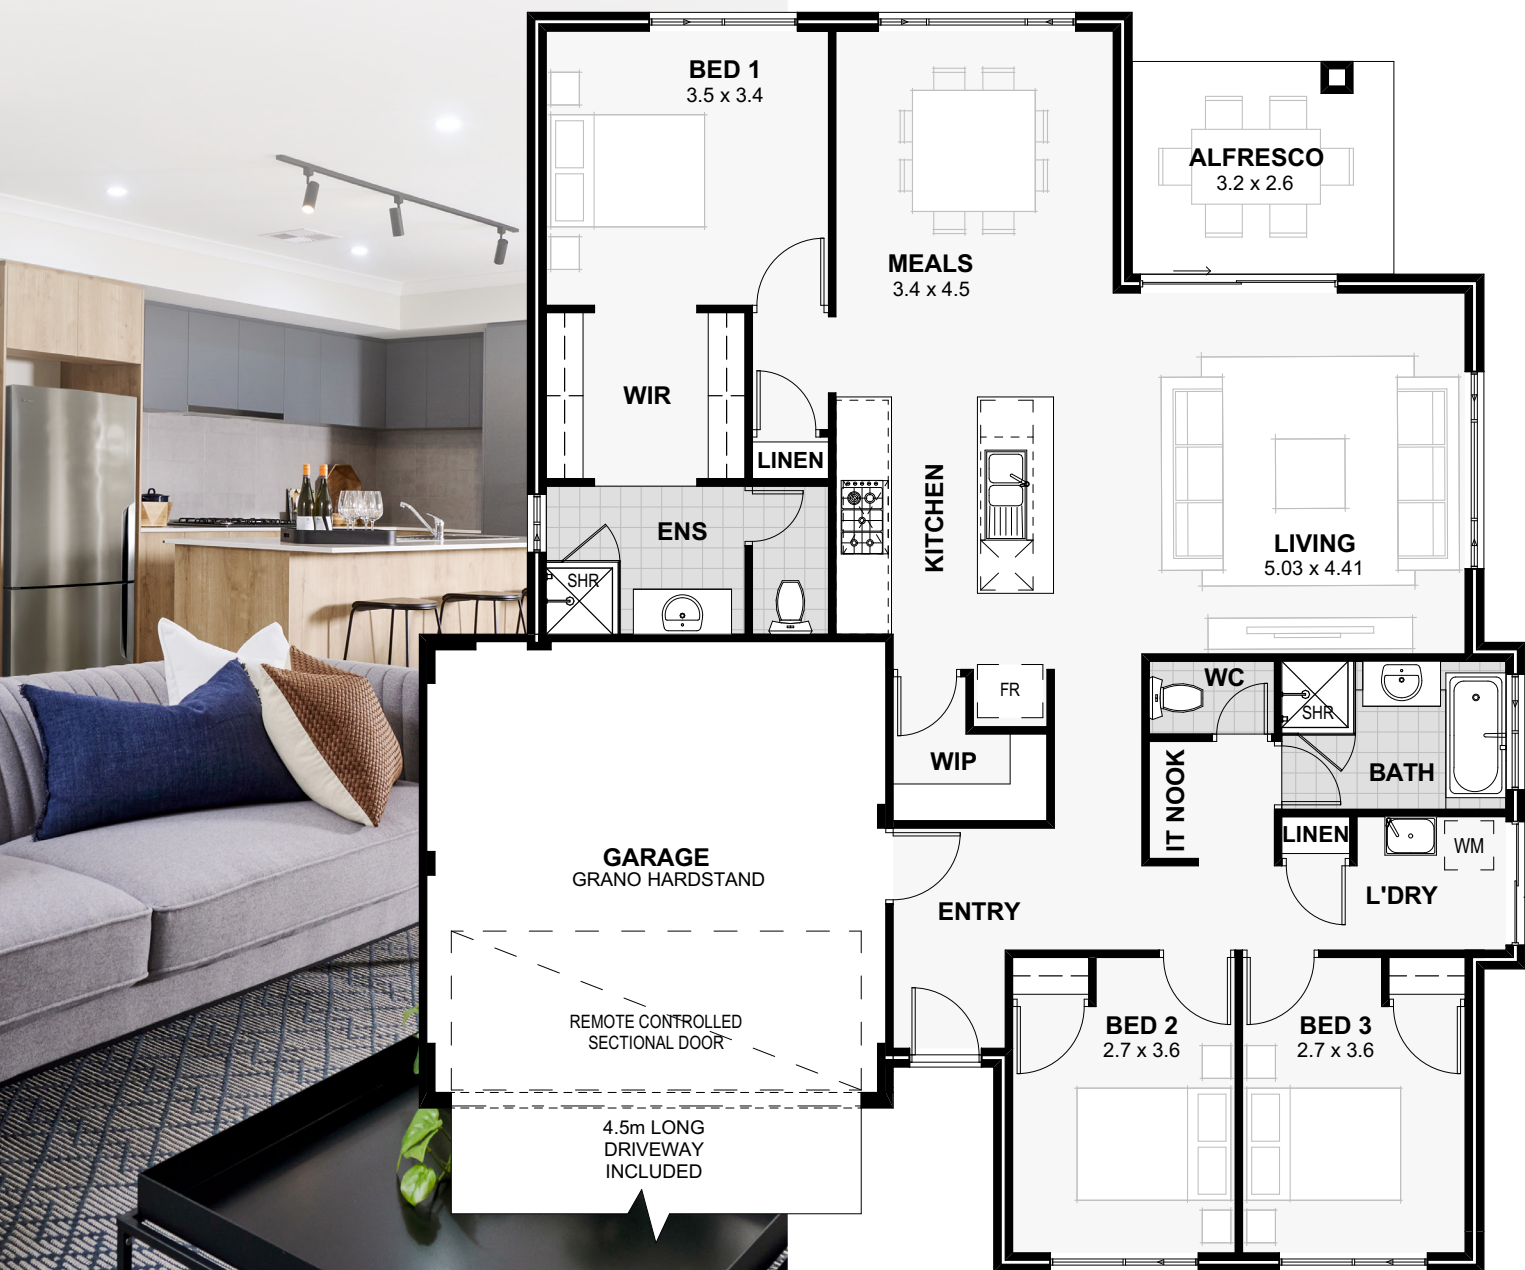 BED 1
3.5 x 3.4
ALFRESCO
3.2 x 2.6
MEALS
3.4 x 4.5
WIR
LINEN
KITCHEN
ENS
SHR
LIVING
5.03 x 4.41
WC
FR
SHR
WIP
IT NOOK
BATH
LINEN
WM
L'DRY
GARAGE
GRANO HARDSTAND
ENTRY
REMOTE CONTROLLED
SECTIONAL DOOR
BED 2
2.7 x 3.6
BED 3
2.7 x 3.6
4.5m LONG
DRIVEWAY
INCLUDED